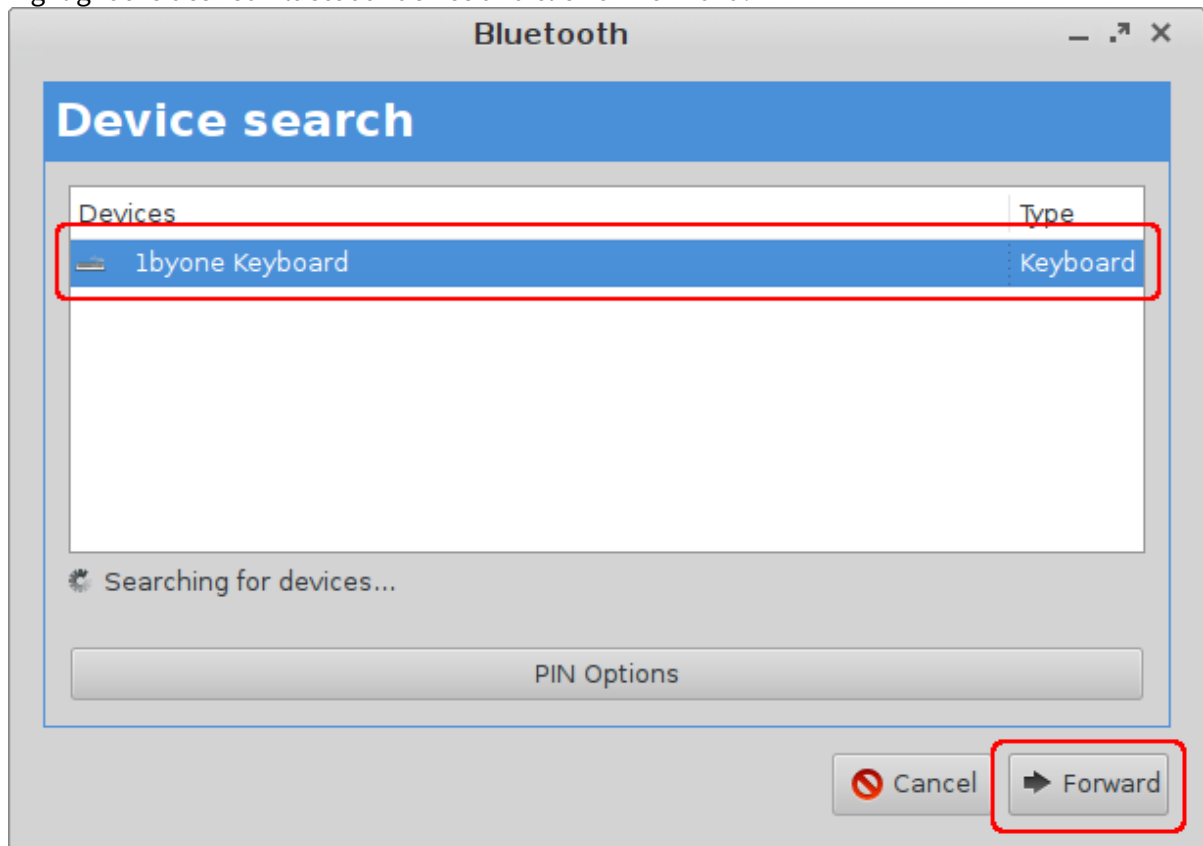 Bluetooth
Device search
Devices Type
1byone Keyboard Keyboard
Searching for devices...
PIN Options
Cancel Forward